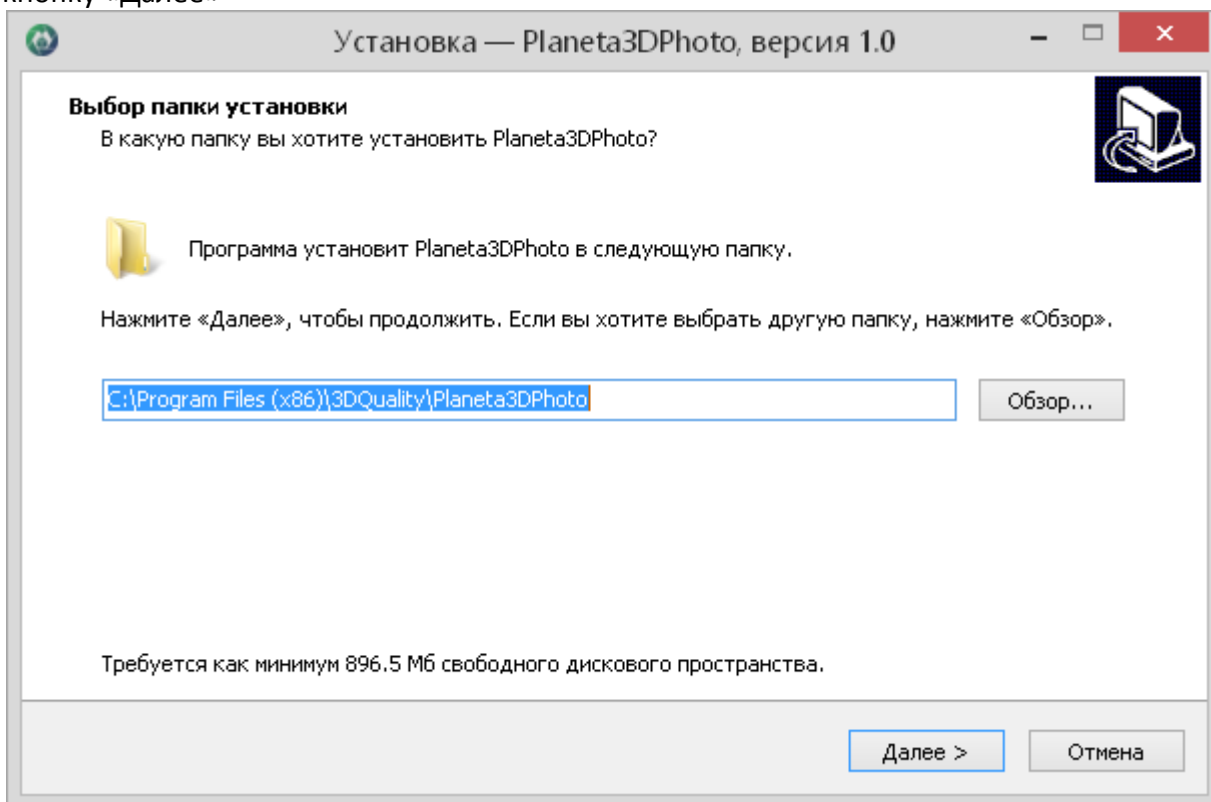 кнопку «Далее»
Установка — Planeta3DPhoto, версия 1.0
Выбор папки установки
В какую папку вы хотите установить Planeta3DPhoto?
Программа установит Planeta3DPhoto в следующую папку.
Нажмите «Далее», чтобы продолжить. Если вы хотите выбрать другую папку, нажмите «Обзор».
C:\Program Files (x86)\3DQuality\Planeta3DPhoto
Обзор...
Требуется как минимум 896.5 Мб свободного дискового пространства.
Далее >
Отмена